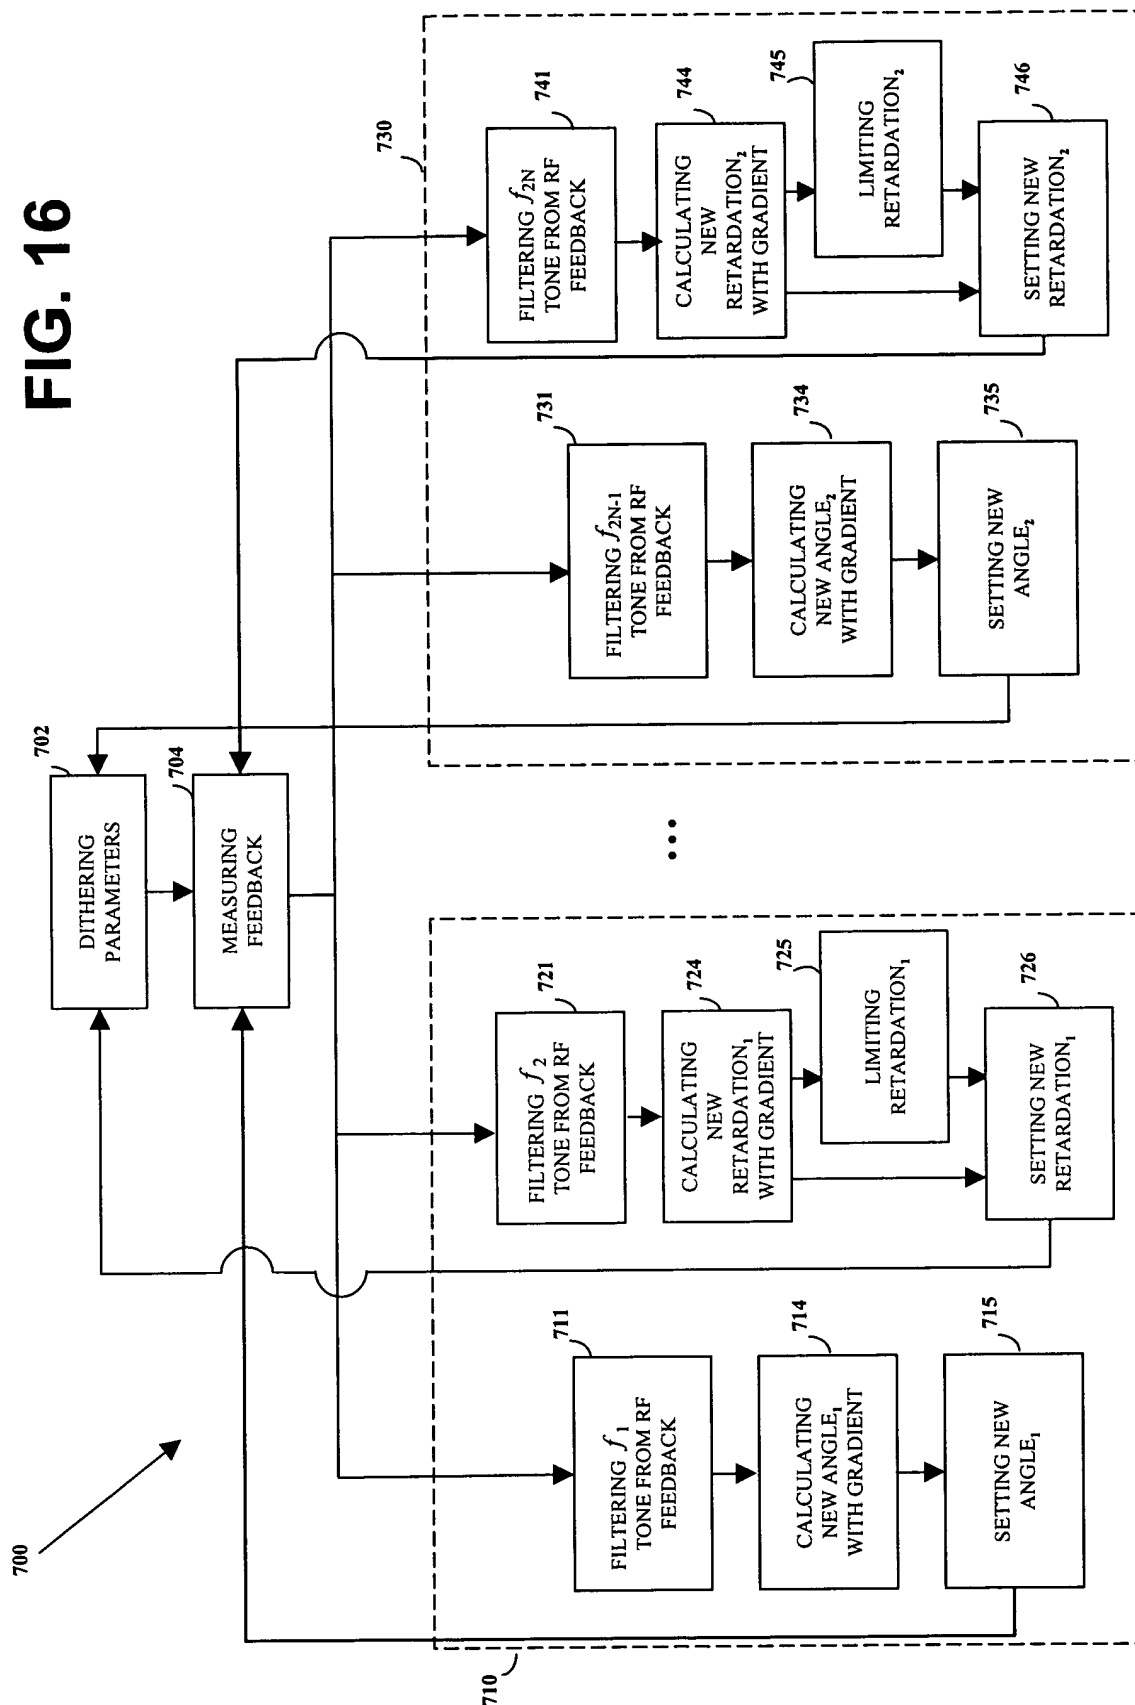 FIG. 16
700
702
DITHERING
PARAMETERS
704
MEASURING
FEEDBACK
710
711
FILTERING f₁
TONE FROM RF
FEEDBACK
714
CALCULATING
NEW ANGLE₁
WITH GRADIENT
715
SETTING NEW
ANGLE₁
721
FILTERING f₂
TONE FROM RF
FEEDBACK
724
CALCULATING
NEW
RETARDATION₁
WITH GRADIENT
725
LIMITING
RETARDATION₁
726
SETTING NEW
RETARDATION₁
...
730
731
FILTERING f₂N-1
TONE FROM RF
FEEDBACK
734
CALCULATING
NEW ANGLE₂
WITH GRADIENT
735
SETTING NEW
ANGLE₂
741
FILTERING f₂N
TONE FROM RF
FEEDBACK
744
CALCULATING
NEW
RETARDATION₂
WITH GRADIENT
745
LIMITING
RETARDATION₂
746
SETTING NEW
RETARDATION₂